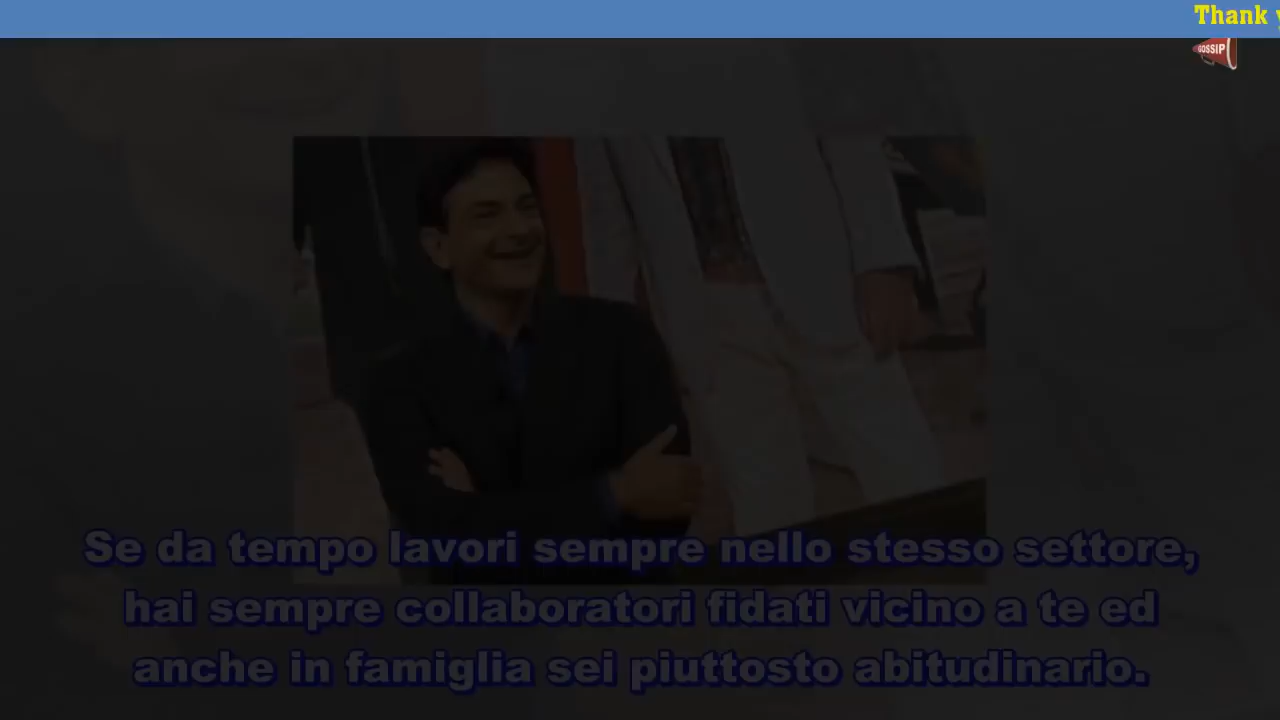 Thank
GOSSIP
Se da tempo lavori sempre nello stesso settore,
hai sempre collaboratori fidati vicino a te ed
anche in famiglia sei piuttosto abitudinario.